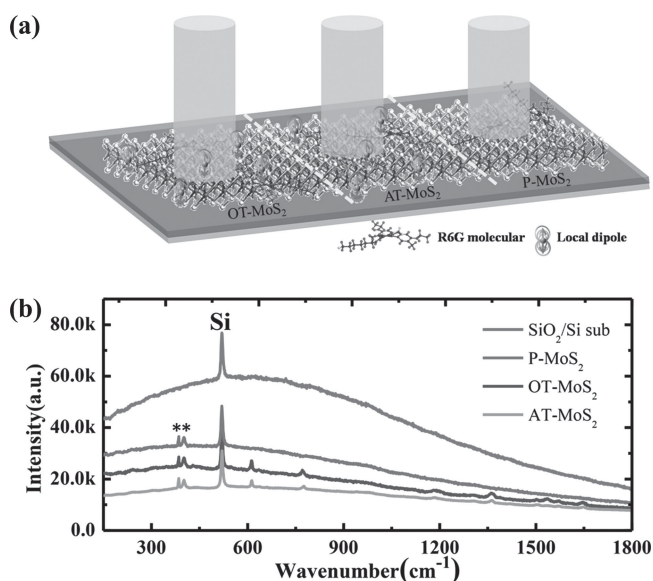 (a)
OT-MoS₂
AT-MoS₂
P-MoS₂
R6G molecular
Local dipole
(b)
Si
**
SiO₂/Si sub
P-MoS₂
OT-MoS₂
AT-MoS₂
80.0k
60.0k
40.0k
20.0k
0.0
Intensity(a.u.)
300 600 900 1200 1500 1800
Wavenumber(cm⁻¹)